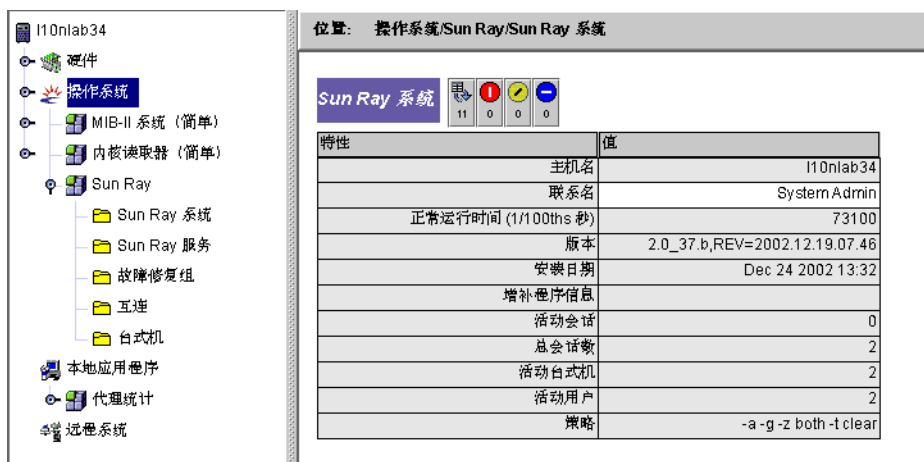 l10nlab34
硬件
操作系统
MIB-II 系统（简单）
内核读取器（简单）
Sun Ray
Sun Ray 系统
Sun Ray 服务
故障修复组
互连
台式机
本地应用程序
代理统计
远程系统
位置: 操作系统/Sun Ray/Sun Ray 系统
Sun Ray 系统 11 0 0 0
特性 值
主机名 l10nlab34
联系名 System Admin
正常运行时间 (1/100ths 秒) 73100
版本 2.0_37.b,REV=2002.12.19.07.46
安装日期 Dec 24 2002 13:32
增补程序信息
活动会话 0
总会话数 2
活动台式机 2
活动用户 2
策略 -a -g -z both -t clear